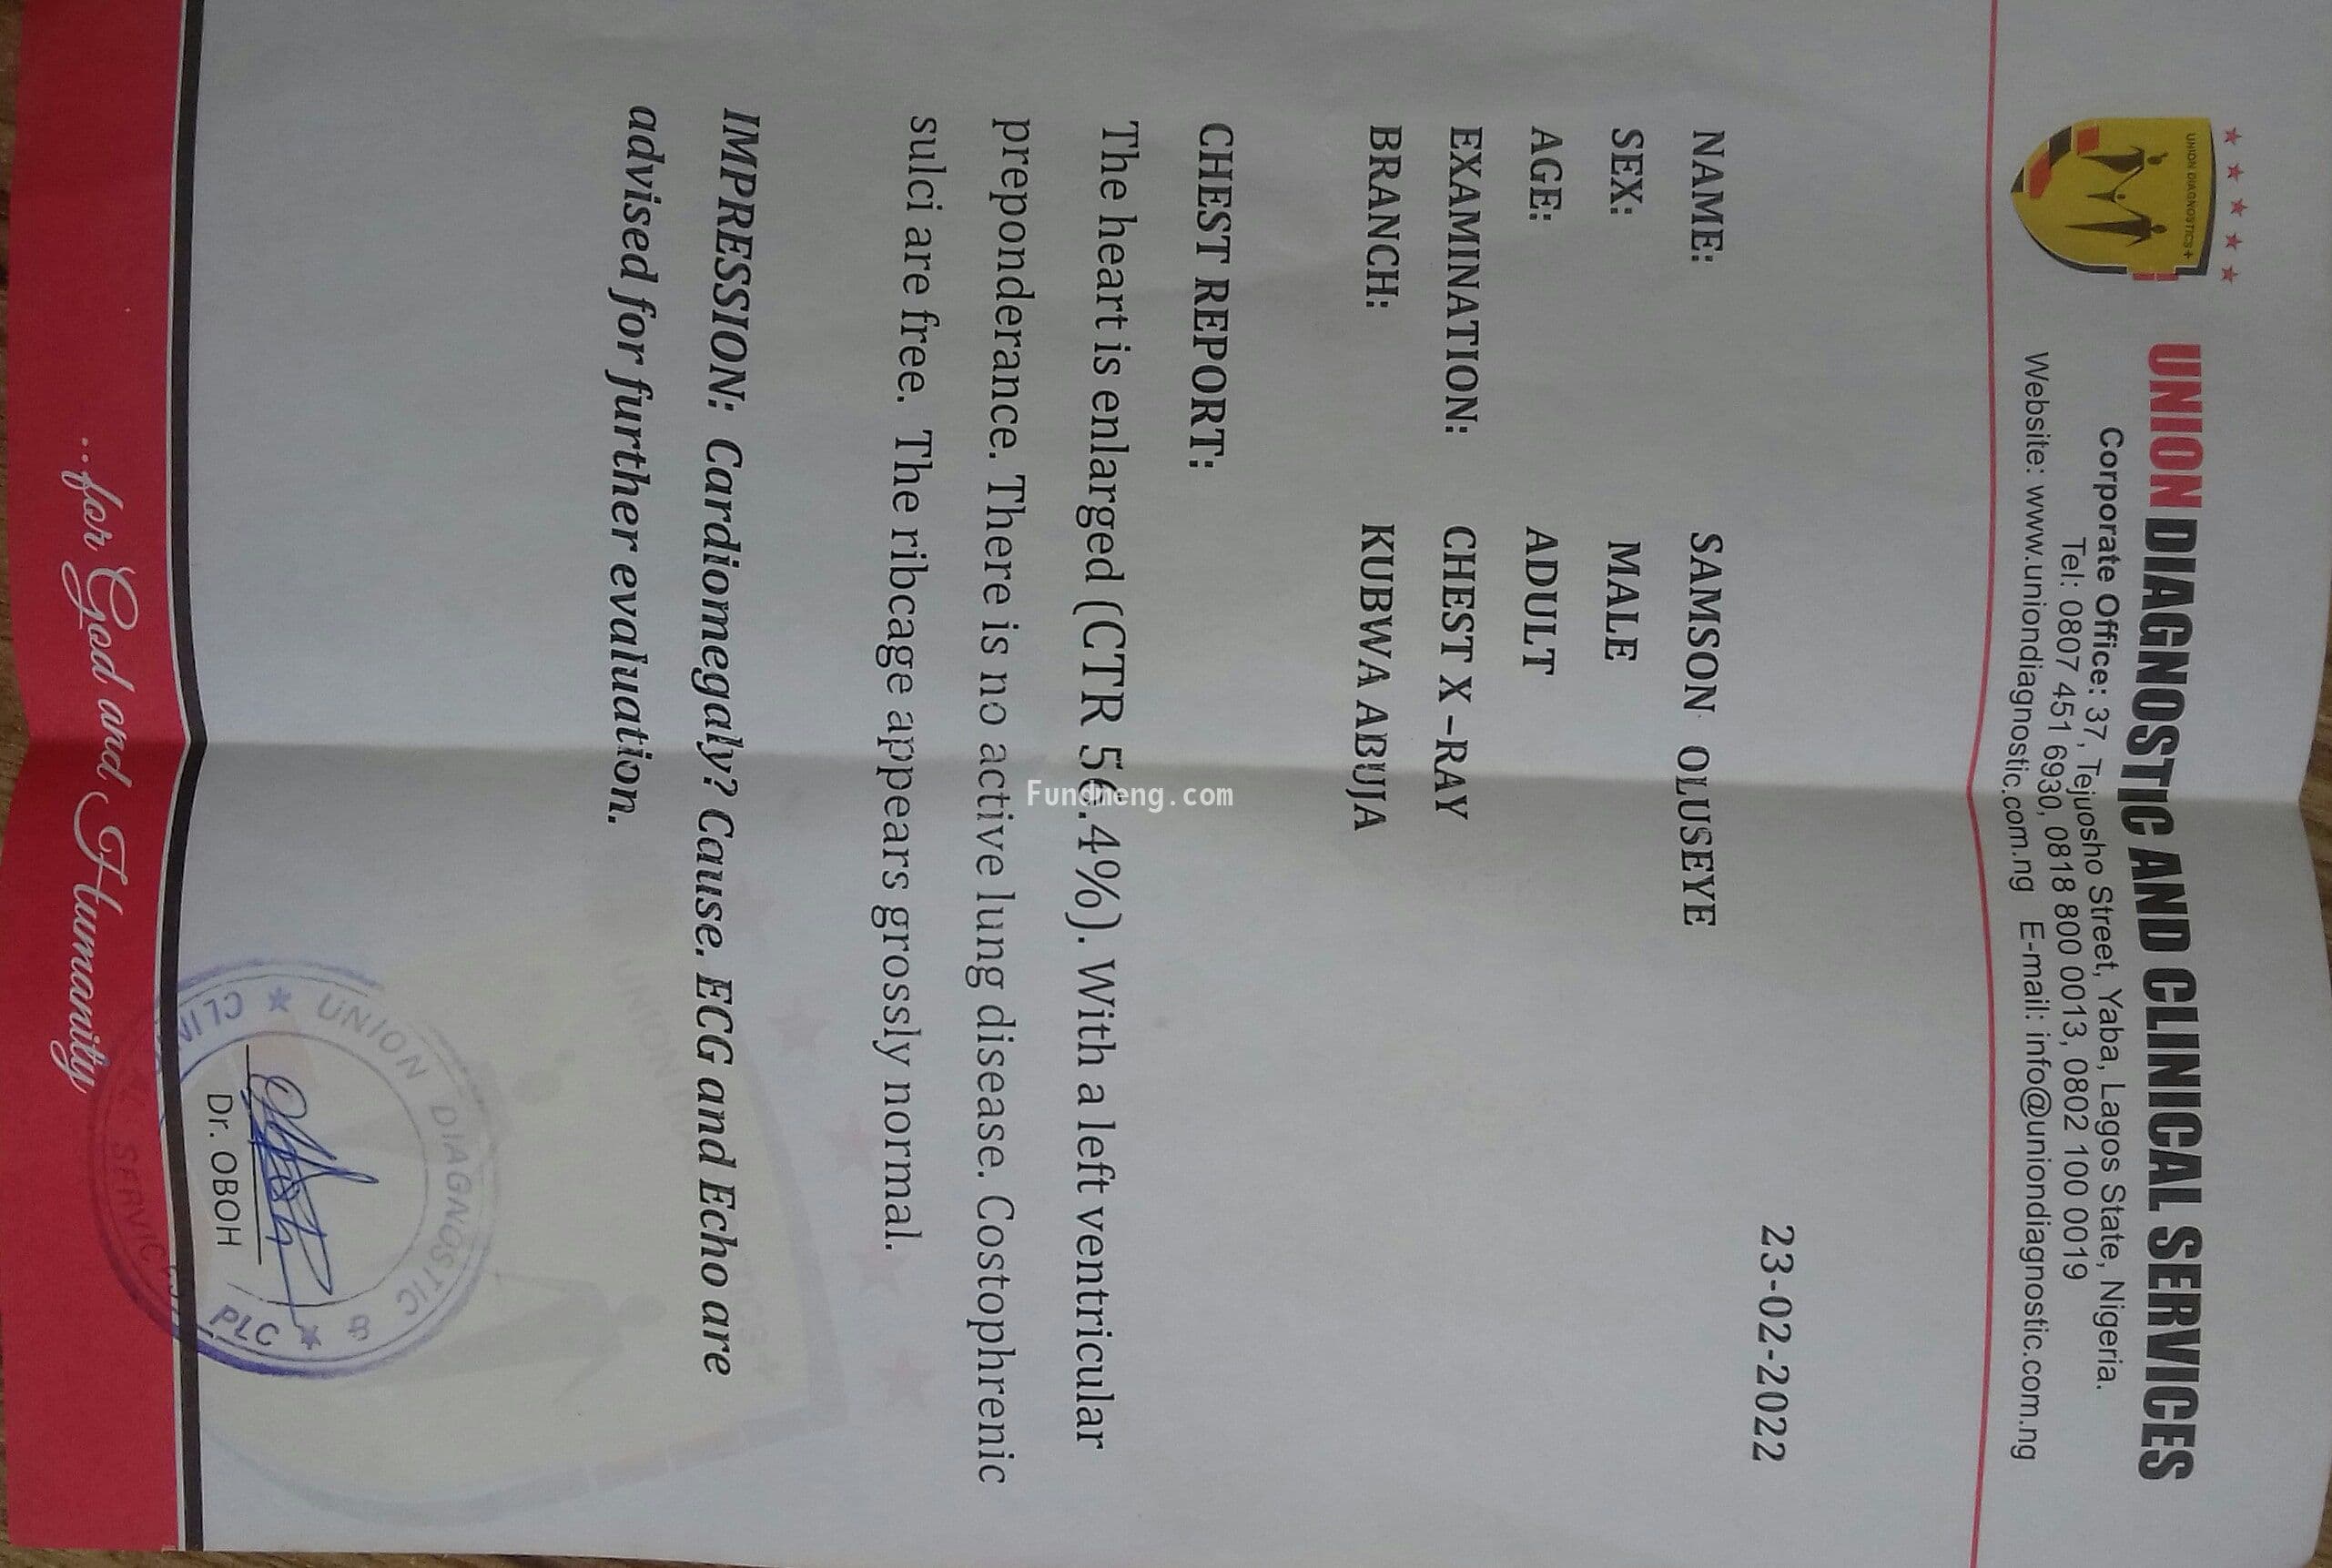 UNION DIAGNOSTICS +
UNION DIAGNOSTIC AND CLINICAL SERVICES
Corporate Office: 37, Tejuosho Street, Yaba, Lagos State, Nigeria.
Tel: 0807 451 6930, 0818 800 0013, 0802 100 0019
Website: www.uniondiagnostic.com.ng E-mail: info@uniondiagnostic.com.ng
23-02-2022
NAME: SAMSON OLUSEYE
SEX: MALE
AGE: ADULT
EXAMINATION: CHEST X –RAY
BRANCH: KUBWA ABUJA
CHEST REPORT:
The heart is enlarged (CTR 56.4%). With a left ventricular
preponderance. There is no active lung disease. Costophrenic
sulci are free. The ribcage appears grossly normal.
IMPRESSION: Cardiomegaly? Cause. ECG and Echo are
advised for further evaluation.
UNION DIAGNOSTIC &
PLC
Dr. OBOH
...for God and Humanity
Fundmeng.com